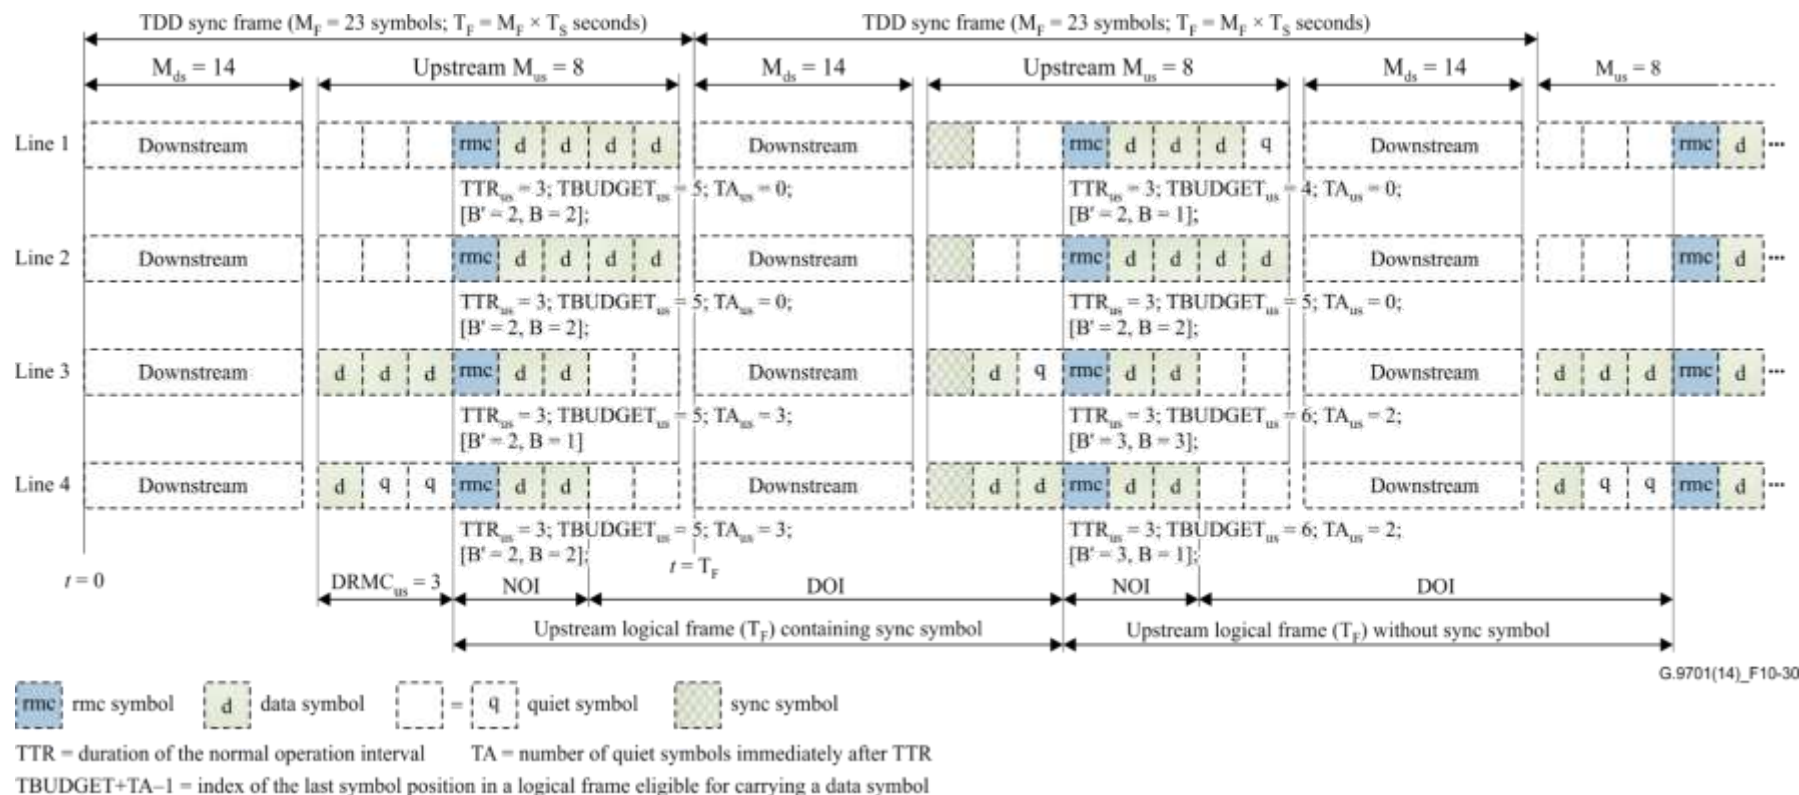 TDD sync frame (M_F = 23 symbols; T_F = M_F × T_S seconds) TDD sync frame (M_F = 23 symbols; T_F = M_F × T_S seconds)
M_ds = 14 Upstream M_us = 8 M_ds = 14 Upstream M_us = 8 M_ds = 14 M_us = 8
Line 1 Downstream rmc d d d d Downstream rmc d d d q Downstream rmc d ...
TTR_us = 3; TBUDGET_us = 5; TA_us = 0; TTR_us = 3; TBUDGET_us = 4; TA_us = 0;
[B' = 2, B = 2]; [B' = 2, B = 1];
Line 2 Downstream rmc d d d d Downstream rmc d d d d Downstream rmc d ...
TTR_us = 3; TBUDGET_us = 5; TA_us = 0; TTR_us = 3; TBUDGET_us = 5; TA_us = 0;
[B' = 2, B = 2]; [B' = 2, B = 2];
Line 3 Downstream d d d rmc d d Downstream d q rmc d d Downstream d d d rmc d ...
TTR_us = 3; TBUDGET_us = 5; TA_us = 3; TTR_us = 3; TBUDGET_us = 6; TA_us = 2;
[B' = 2, B = 1] [B' = 3, B = 3];
Line 4 Downstream d q q rmc d d Downstream d d rmc d d Downstream d q q rmc d ...
TTR_us = 3; TBUDGET_us = 5; TA_us = 3; TTR_us = 3; TBUDGET_us = 6; TA_us = 2;
[B' = 2, B = 2]; [B' = 3, B = 1];
t = 0 DRMC_us = 3 NOI t = T_F DOI NOI DOI
Upstream logical frame (T_F) containing sync symbol Upstream logical frame (T_F) without sync symbol
G.9701(14)_F10-30
rmc rmc symbol d data symbol = q quiet symbol sync symbol
TTR = duration of the normal operation interval TA = number of quiet symbols immediately after TTR
TBUDGET+TA–1 = index of the last symbol position in a logical frame eligible for carrying a data symbol